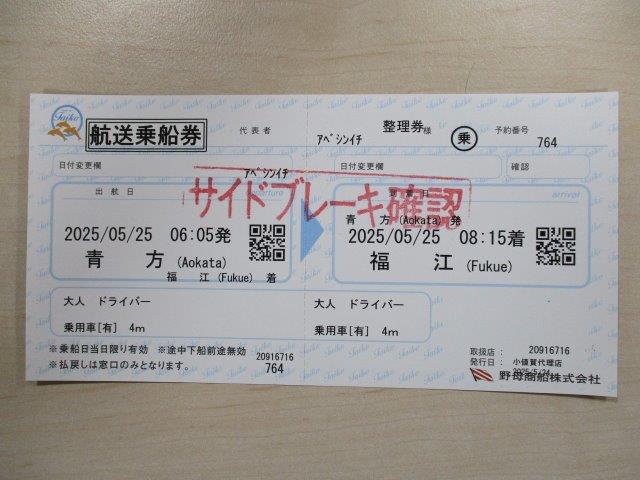 Taiko
航送乗船券
代表者
アベシンイチ
日付変更欄
出航日
departure
2025/05/25 06:05発
青 方 (Aokata)
福 江 (Fukue) 着
大人 ドライバー
乗用車[有] 4m
※乗船日当日限り有効 ※途中下船前途無効
※払戻しは窓口のみとなります。
20916716
764
サイドブレーキ確認
整理券
アベシンイチ 様
乗
予約番号
764
日付変更欄
確認
arrival
青 方 (Aokata) 発
2025/05/25 08:15着
福 江 (Fukue)
大人 ドライバー
乗用車[有] 4m
取扱店 : 20916716
発行日 : 小値賀代理店
2025/5/24
野母商船株式会社